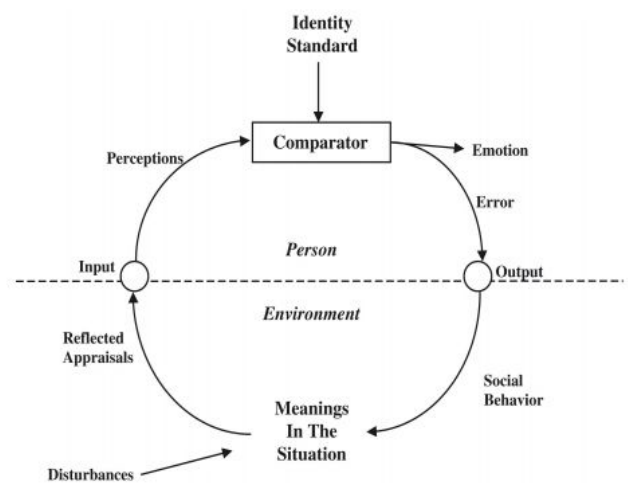 Identity
Standard
Comparator
Perceptions
Emotion
Error
Person
Input
Output
Environment
Reflected
Appraisals
Social
Behavior
Meanings
In The
Situation
Disturbances